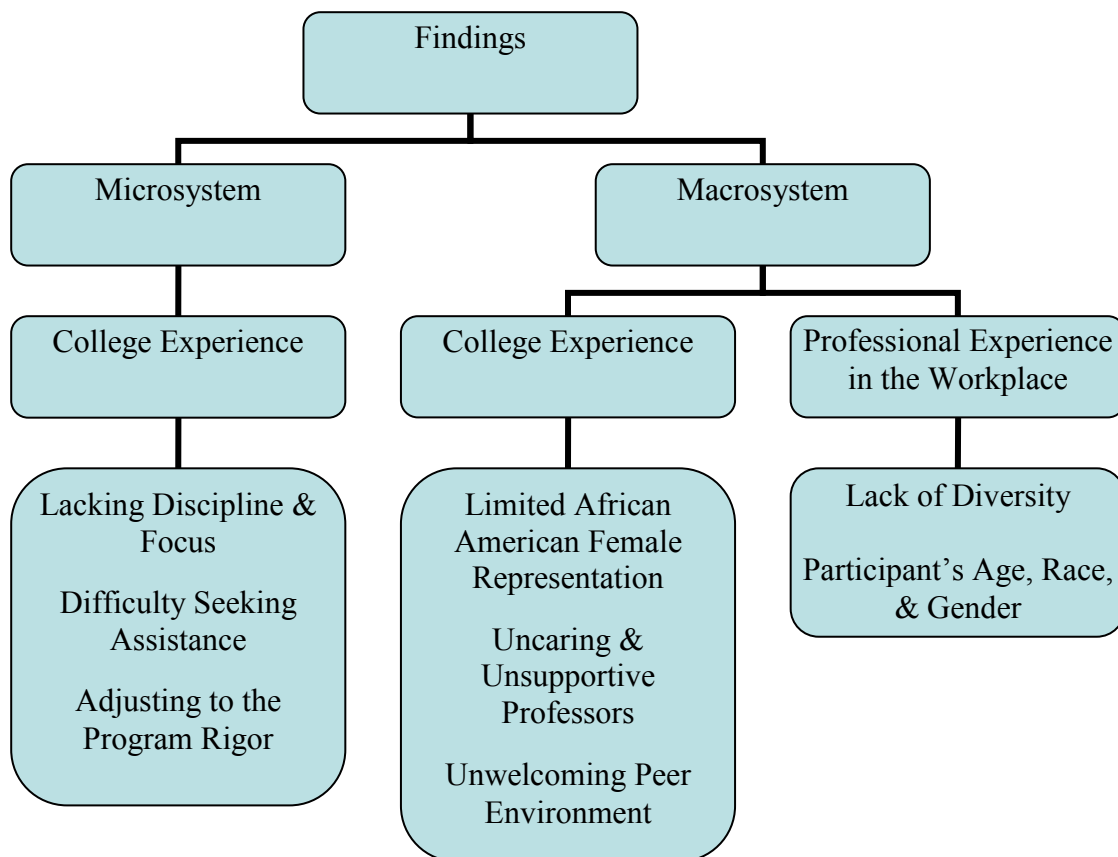 Findings
Microsystem
Macrosystem
College Experience
College Experience
Professional Experience
in the Workplace
Lacking Discipline &
Focus
Difficulty Seeking
Assistance
Adjusting to the
Program Rigor
Limited African
American Female
Representation
Uncaring &
Unsupportive
Professors
Unwelcoming Peer
Environment
Lack of Diversity
Participant’s Age, Race,
& Gender